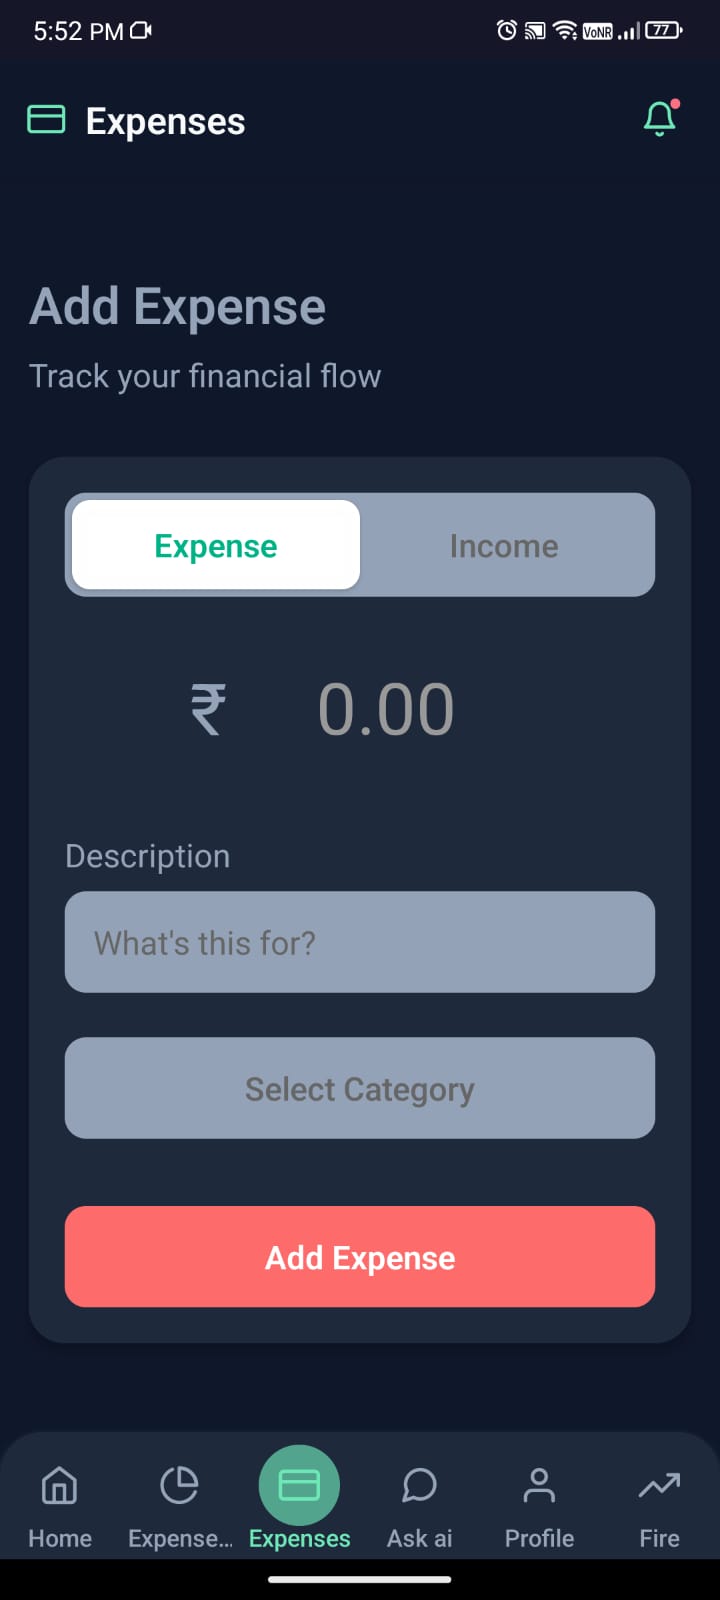 5:52 PM
VoNR
77
Expenses
Add Expense
Track your financial flow
Expense
Income
₹ 0.00
Description
What's this for?
Select Category
Add Expense
Home
Expense...
Expenses
Ask ai
Profile
Fire